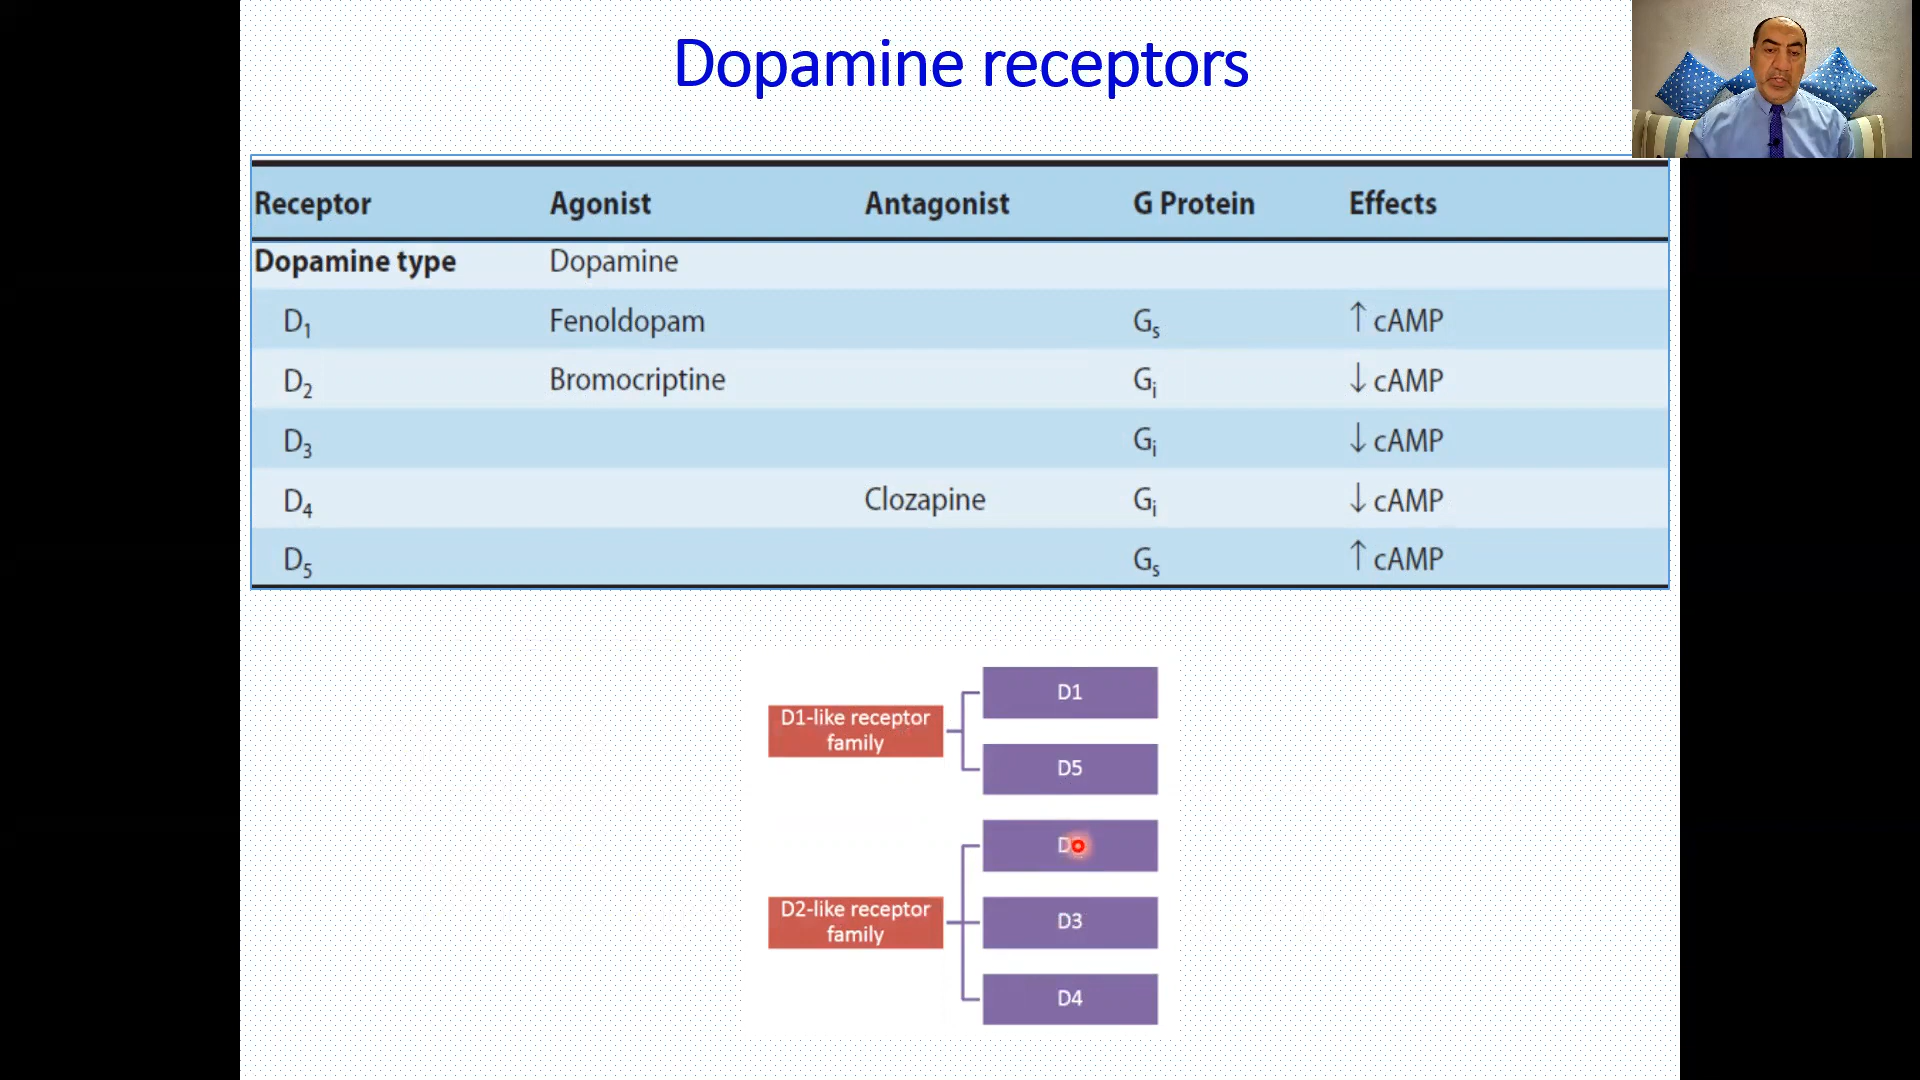 Dopamine receptors
Receptor Agonist Antagonist G Protein Effects
Dopamine type Dopamine
D₁ Fenoldopam Gₛ ↑ cAMP
D₂ Bromocriptine Gᵢ ↓ cAMP
D₃ Gᵢ ↓ cAMP
D₄ Clozapine Gᵢ ↓ cAMP
D₅ Gₛ ↑ cAMP
D1-like receptor
family
D1
D5
D2-like receptor
family
D3
D4